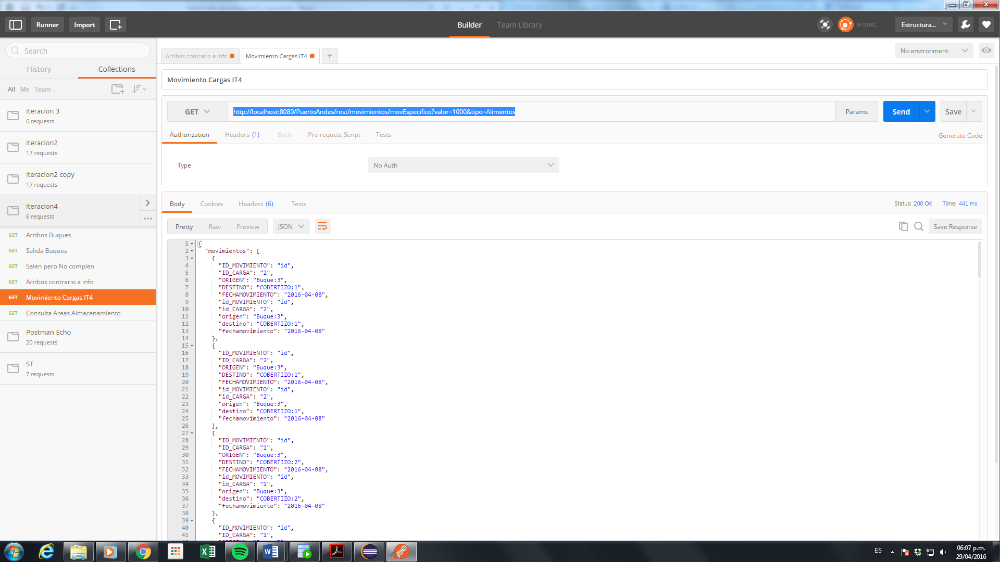 Runner
Import
Builder
Team Library
IN SYNC
Estructura...
Search
History
Collections
All Me Team
Iteracion 3
6 requests
Iteracion2
17 requests
Iteracion2 copy
17 requests
Iteracion4
6 requests
GET Arribos Buques
GET Salida Buques
GET Salen pero No complen
GET Arribos contrario a info
GET Movimiento Cargas IT4
GET Consulta Areas Almacenamiento
Postman Echo
20 requests
ST
7 requests
Arribos contrario a info
Movimiento Cargas IT4
+
No environment
Movimiento Cargas IT4
GET
http://localhost:8080/PuertoAndes/rest/movimientos/movEspecifico?valor=1000&tipo=Alimentos
Params
Send
Save
Authorization
Headers (1)
Body
Pre-request Script
Tests
Generate Code
Type
No Auth
Body
Cookies
Headers (6)
Tests
Status: 200 OK
Time: 441 ms
Pretty
Raw
Preview
JSON
Save Response
1 {
2 "movimientos": [
3 {
4 "ID_MOVIMIENTO": "id",
5 "ID_CARGA": "2",
6 "ORIGEN": "Buque:3",
7 "DESTINO": "COBERTIZO:1",
8 "FECHAMOVIMIENTO": "2016-04-08",
9 "id_MOVIMIENTO": "id",
10 "id_CARGA": "2",
11 "origen": "Buque:3",
12 "destino": "COBERTIZO:1",
13 "fechamovimiento": "2016-04-08"
14 },
15 {
16 "ID_MOVIMIENTO": "id",
17 "ID_CARGA": "2",
18 "ORIGEN": "Buque:3",
19 "DESTINO": "COBERTIZO:1",
20 "FECHAMOVIMIENTO": "2016-04-08",
21 "id_MOVIMIENTO": "id",
22 "id_CARGA": "2",
23 "origen": "Buque:3",
24 "destino": "COBERTIZO:1",
25 "fechamovimiento": "2016-04-08"
26 },
27 {
28 "ID_MOVIMIENTO": "id",
29 "ID_CARGA": "1",
30 "ORIGEN": "Buque:3",
31 "DESTINO": "COBERTIZO:2",
32 "FECHAMOVIMIENTO": "2016-04-08",
33 "id_MOVIMIENTO": "id",
34 "id_CARGA": "1",
35 "origen": "Buque:3",
36 "destino": "COBERTIZO:2",
37 "fechamovimiento": "2016-04-08"
38 },
39 {
40 "ID_MOVIMIENTO": "id",
41 "ID_CARGA": "1",
ES
06:07 p.m.
29/04/2016